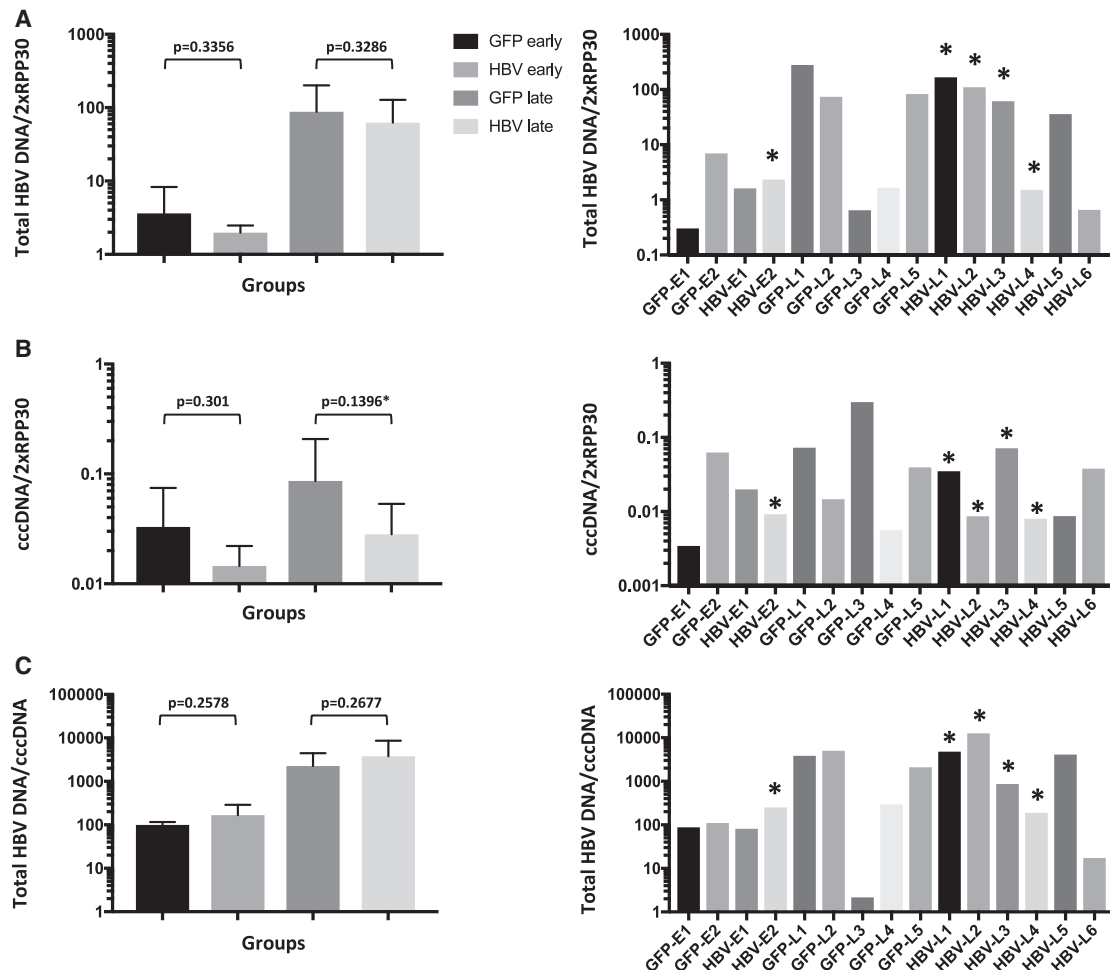 A
Total HBV DNA/2xRPP30
1000
100
10
1
p=0.3356
p=0.3286
Groups
GFP early
HBV early
GFP late
HBV late
Total HBV DNA/2xRPP30
1000
100
10
1
0.1
*
*
*
*
*
GFP-E1
GFP-E2
HBV-E1
HBV-E2
GFP-L1
GFP-L2
GFP-L3
GFP-L4
GFP-L5
HBV-L1
HBV-L2
HBV-L3
HBV-L4
HBV-L5
HBV-L6
B
cccDNA/2xRPP30
1
0.1
0.01
p=0.301
p=0.1396*
Groups
cccDNA/2xRPP30
1
0.1
0.01
0.001
*
*
*
*
*
GFP-E1
GFP-E2
HBV-E1
HBV-E2
GFP-L1
GFP-L2
GFP-L3
GFP-L4
GFP-L5
HBV-L1
HBV-L2
HBV-L3
HBV-L4
HBV-L5
HBV-L6
C
Total HBV DNA/cccDNA
100000
10000
1000
100
10
1
p=0.2578
p=0.2677
Groups
Total HBV DNA/cccDNA
100000
10000
1000
100
10
1
*
*
*
*
*
GFP-E1
GFP-E2
HBV-E1
HBV-E2
GFP-L1
GFP-L2
GFP-L3
GFP-L4
GFP-L5
HBV-L1
HBV-L2
HBV-L3
HBV-L4
HBV-L5
HBV-L6